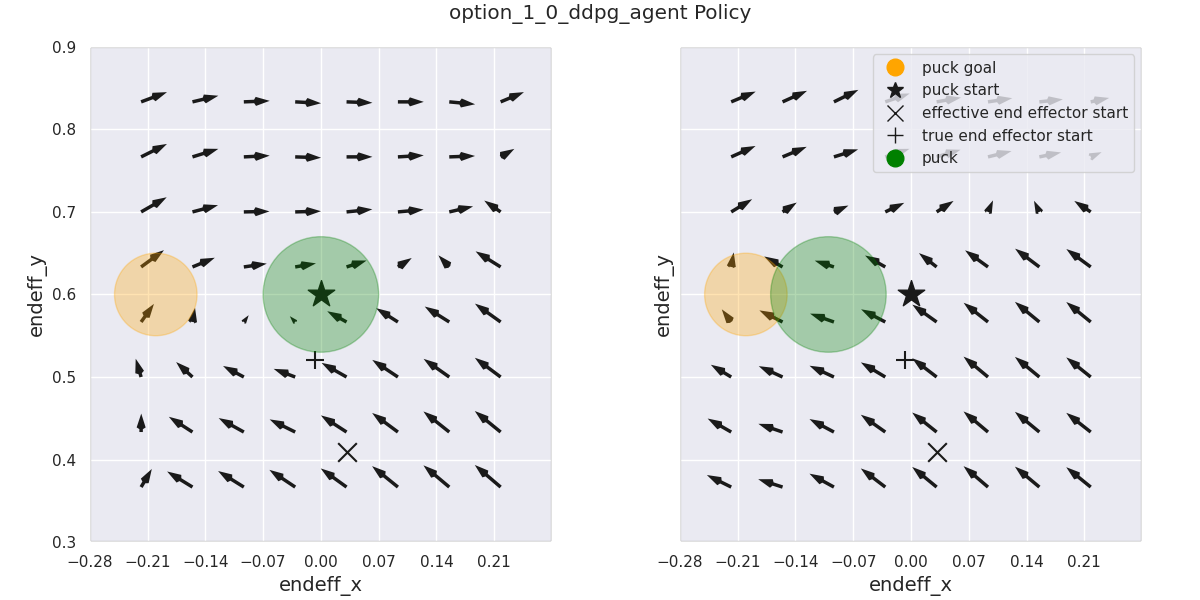 option_1_0_ddpg_agent Policy
endeff_y
0.9
0.8
0.7
0.6
0.5
0.4
0.3
−0.28 −0.21 −0.14 −0.07 0.00 0.07 0.14 0.21
endeff_x
endeff_y
puck goal
puck start
effective end effector start
true end effector start
puck
−0.28 −0.21 −0.14 −0.07 0.00 0.07 0.14 0.21
endeff_x